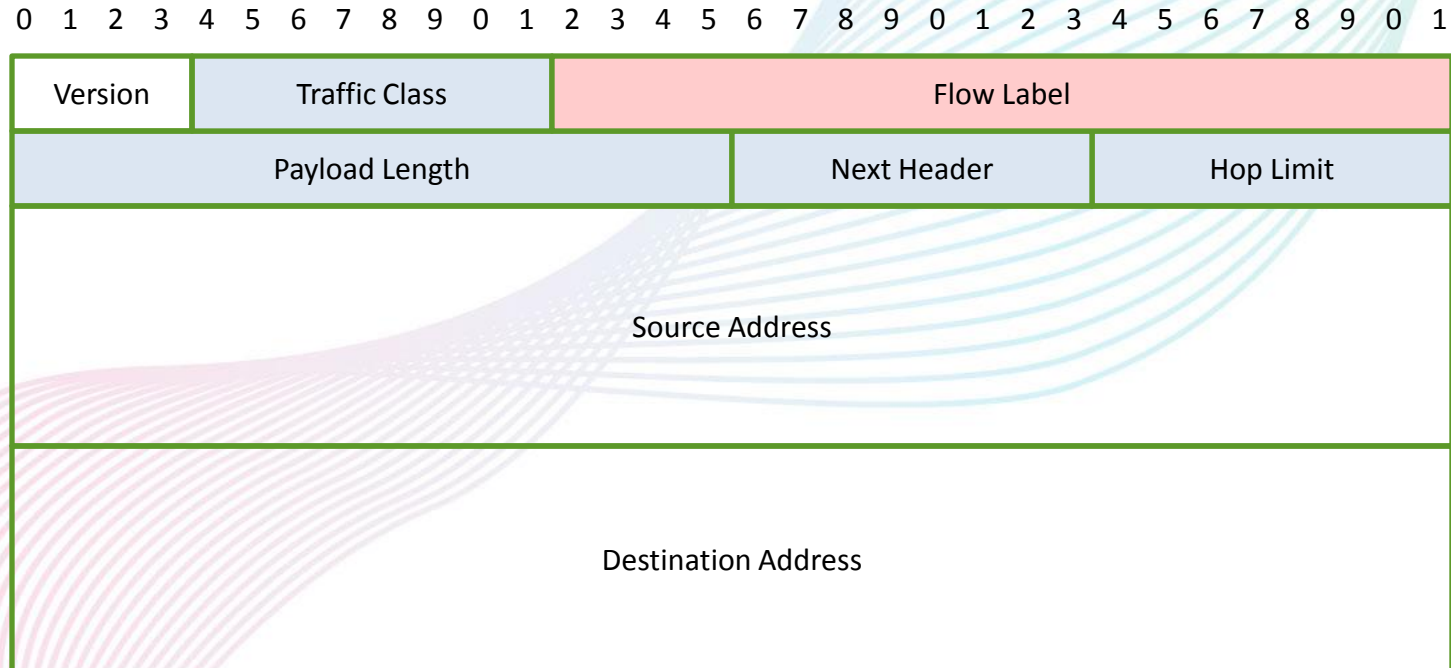 0 1 2 3 4 5 6 7 8 9 0 1 2 3 4 5 6 7 8 9 0 1 2 3 4 5 6 7 8 9 0 1
Version Traffic Class Flow Label
Payload Length Next Header Hop Limit
Source Address
Destination Address